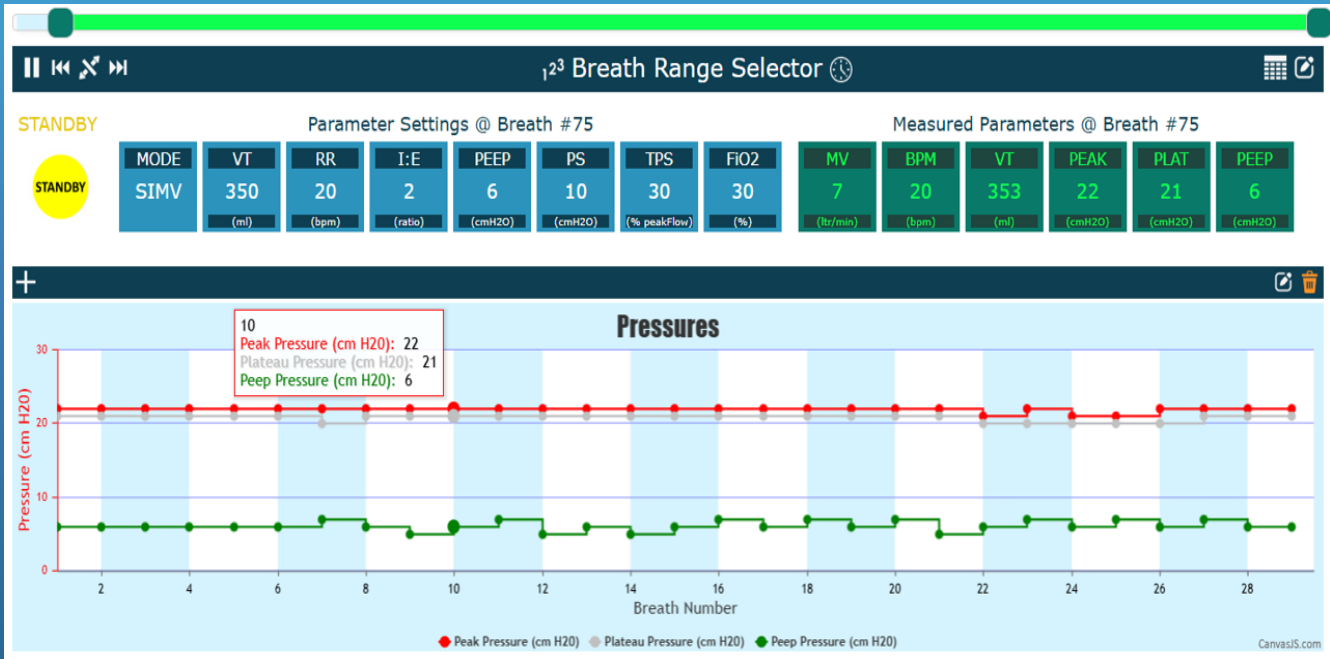 123 Breath Range Selector
STANDBY
Parameter Settings @ Breath #75
Measured Parameters @ Breath #75
STANDBY
MODE VT RR I:E PEEP PS TPS FiO2 MV BPM VT PEAK PLAT PEEP
SIMV 350 20 2 6 10 30 30 7 20 353 22 21 6
(ml) (bpm) (ratio) (cmH2O) (cmH2O) (% peakFlow) (%) (ltr/min) (bpm) (ml) (cmH2O) (cmH2O) (cmH2O)
Pressures
10
Peak Pressure (cm H20): 22
Plateau Pressure (cm H20): 21
Peep Pressure (cm H20): 6
Pressure (cm H20)
30
20
10
0
2 4 6 8 10 12 14 16 18 20 22 24 26 28
Breath Number
Peak Pressure (cm H20) Plateau Pressure (cm H20) Peep Pressure (cm H20)
CanvasJS.com